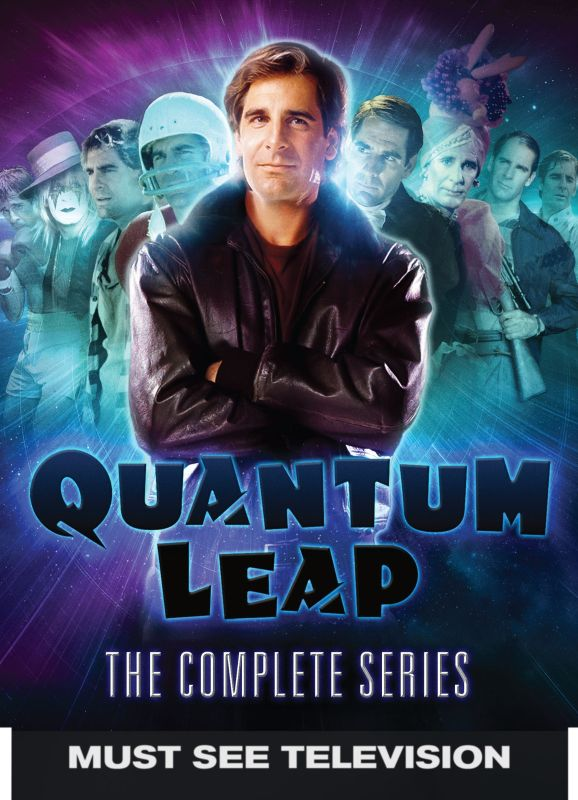 QUANTUM
LEAP
THE COMPLETE SERIES
MUST SEE TELEVISION